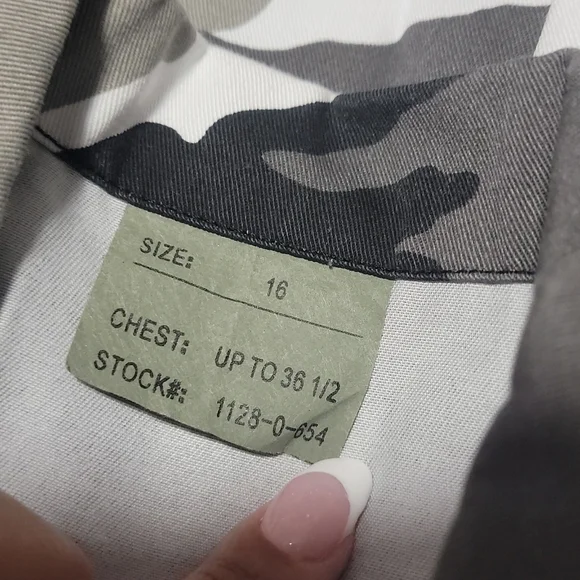 SIZE: 16
CHEST: UP TO 36 1/2
STOCK#: 1128-0-654